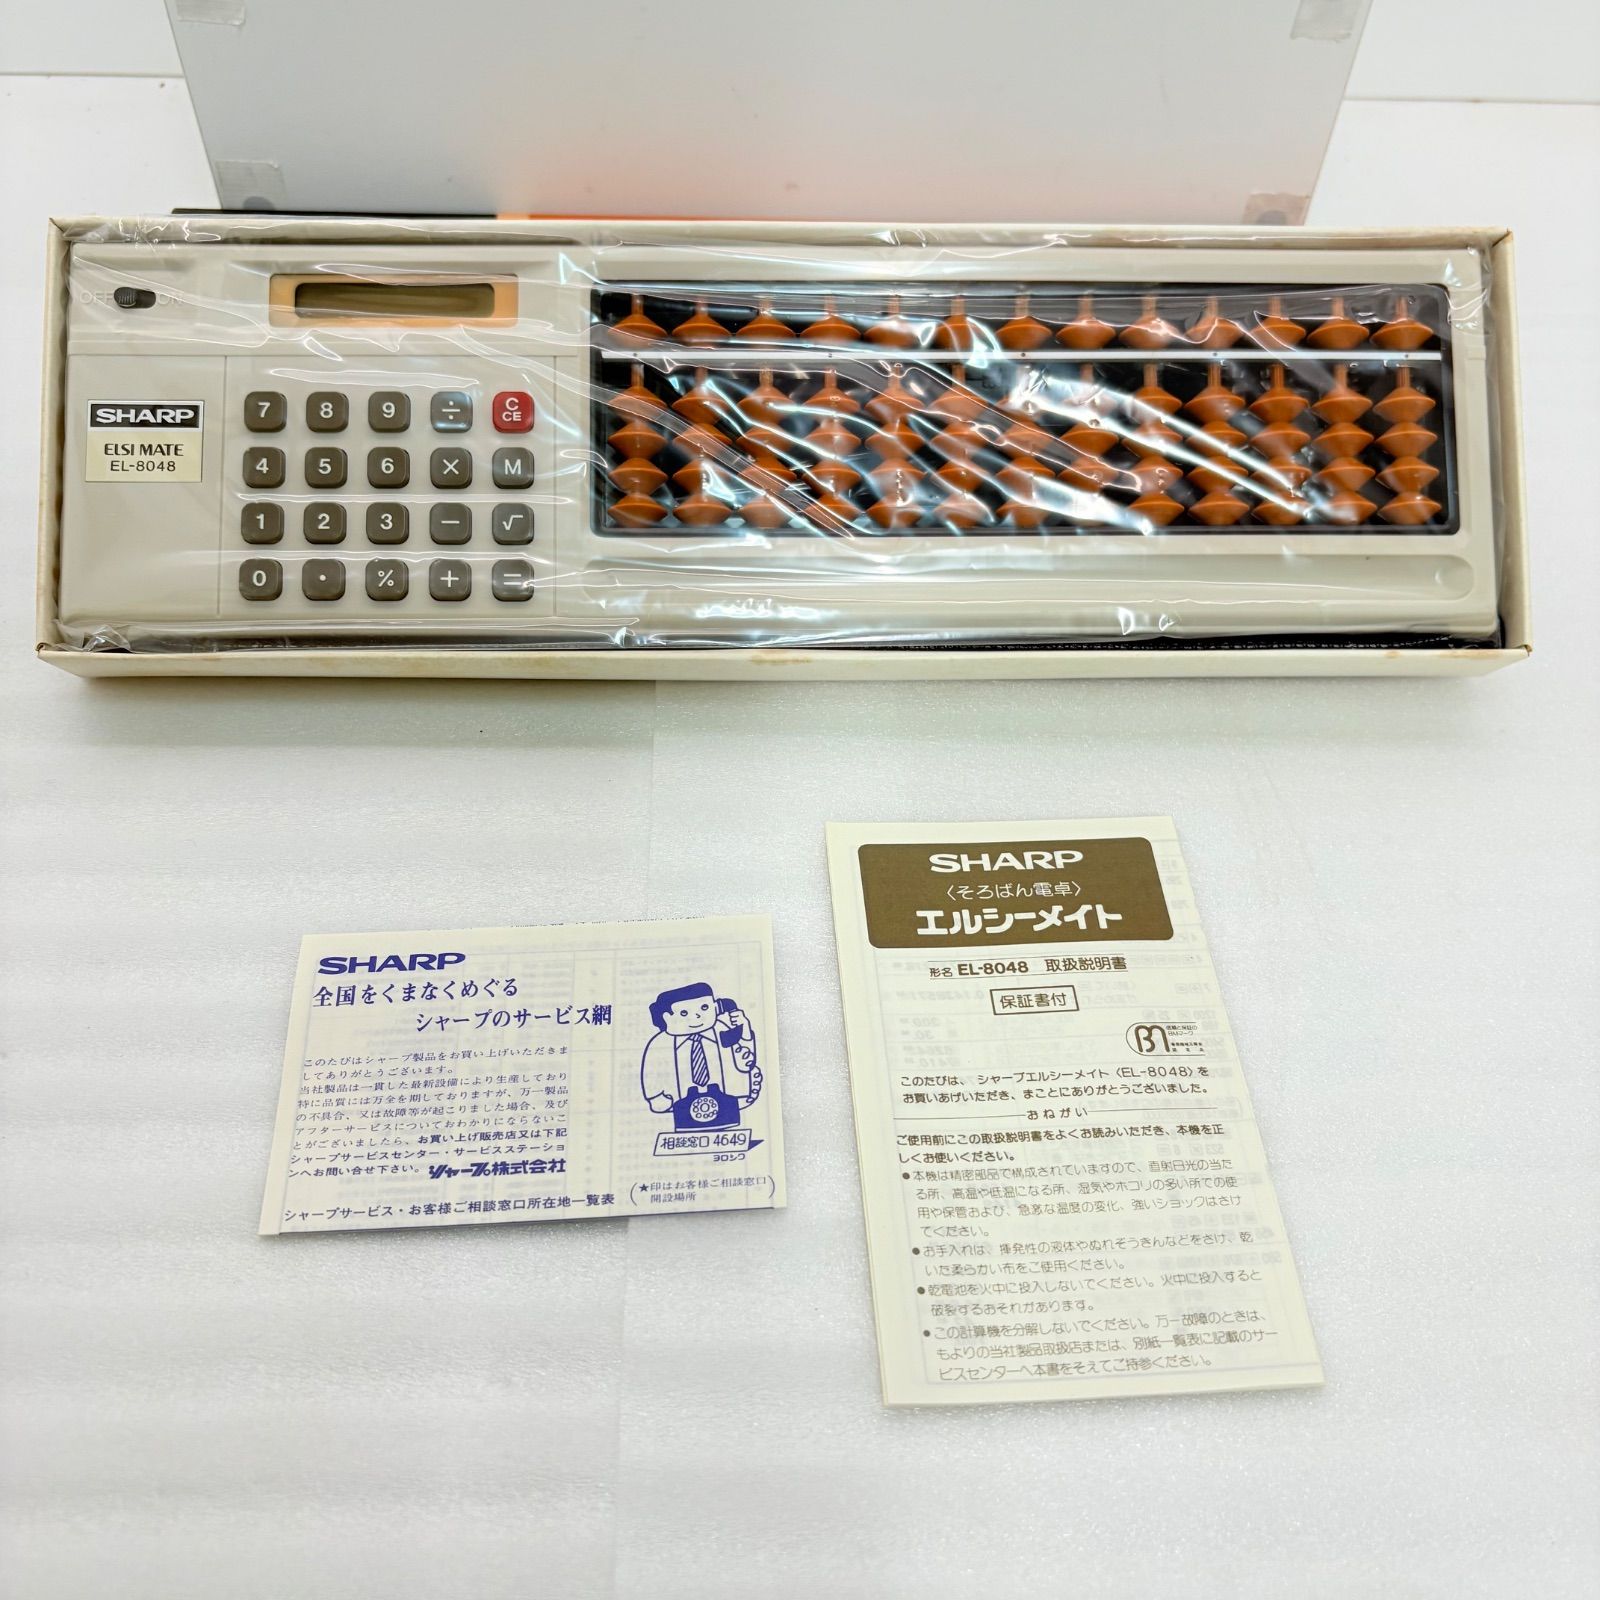 OFF ON
SHARP
ELSI MATE
EL-8048
7 8 9 ÷ C CE
4 5 6 × M
1 2 3 − √
0 · % + =
SHARP
全国をくまなくめぐる
シャープのサービス網
このたびはシャープ製品をお買い上げいただきま
してありがとうございます。
当社製品は一貫した最新設備により生産しており
特に品質には万全を期しておりますが、万一製品
の不具合、又は故障等が起こりました場合、及び
アフターサービスについておわかりにならないこ
とがございましたら、お買い上げ販売店又は下記
シャープサービスセンター・サービスステーショ
ンへお問い合せ下さい。シャープ株式会社
相談窓口 4649
ヨロシク
シャープサービス・お客様ご相談窓口所在地一覧表
(★印はお客様ご相談窓口
開設場所)
SHARP
〈そろばん電卓〉
エルシーメイト
形名 EL-8048 取扱説明書
保証書付
信頼と保証の
BMマーク
このたびは、シャープエルシーメイト〈EL-8048〉を
お買いあげいただき、まことにありがとうございました。
おねがい
ご使用前にこの取扱説明書をよくお読みいただき、本機を正
しくお使いください。
●本機は精密部品で構成されていますので、直射日光の当た
る所、高温や低温になる所、湿気やホコリの多い所での使
用や保管および、急激な温度の変化、強いショックはさけ
てください。
●お手入れは、揮発性の液体やぬれぞうきんなどをさけ、乾
いた柔らかい布をご使用ください。
●乾電池を火中に投入しないでください。火中に投入すると
破裂するおそれがあります。
●この計算機を分解しないでください。万一故障のときは、
もよりの当社製品取扱店または、別紙一覧表に記載のサー
ビスセンターへ本書をそえてご持参ください。